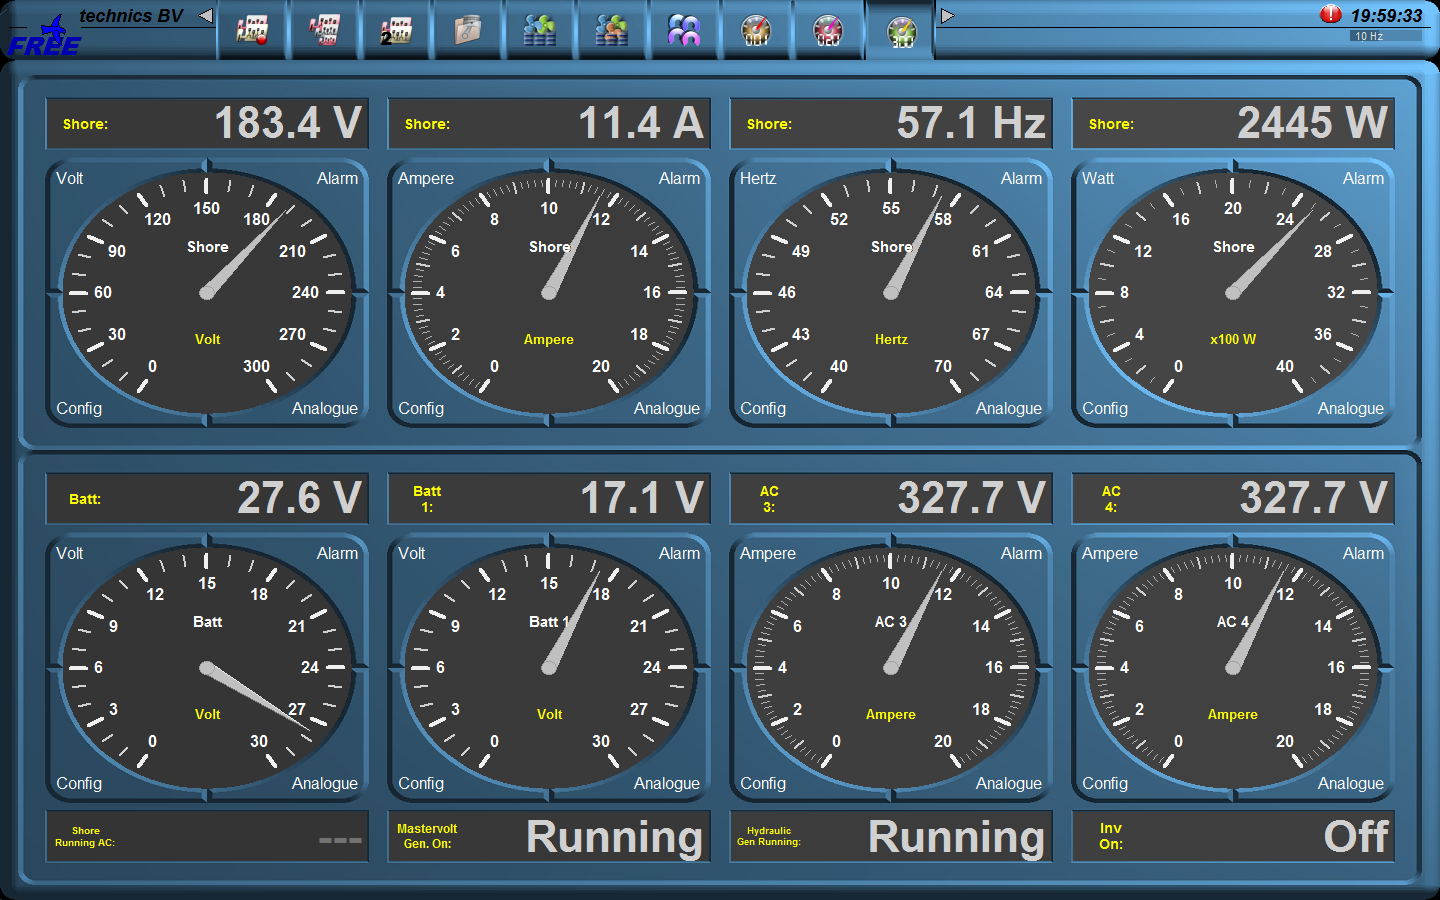 technics BV
FREE
19:59:33
10 Hz
Shore: 183.4 V
Shore: 11.4 A
Shore: 57.1 Hz
Shore: 2445 W
Volt Alarm
0 30 60 90 120 150 180 210 240 270 300
Shore
Volt
Config Analogue
Ampere Alarm
0 2 4 6 8 10 12 14 16 18 20
Shore
Ampere
Config Analogue
Hertz Alarm
40 43 46 49 52 55 58 61 64 67 70
Shore
Hertz
Config Analogue
Watt Alarm
0 4 8 12 16 20 24 28 32 36 40
Shore
x100 W
Config Analogue
Batt: 27.6 V
Batt
1: 17.1 V
AC
3: 327.7 V
AC
4: 327.7 V
Volt Alarm
0 3 6 9 12 15 18 21 24 27 30
Batt
Volt
Config Analogue
Volt Alarm
0 3 6 9 12 15 18 21 24 27 30
Batt 1
Volt
Config Analogue
Ampere Alarm
0 2 4 6 8 10 12 14 16 18 20
AC 3
Ampere
Config Analogue
Ampere Alarm
0 2 4 6 8 10 12 14 16 18 20
AC 4
Ampere
Config Analogue
Shore
Running AC: ---
Mastervolt
Gen. On: Running
Hydraulic
Gen Running: Running
Inv
On: Off